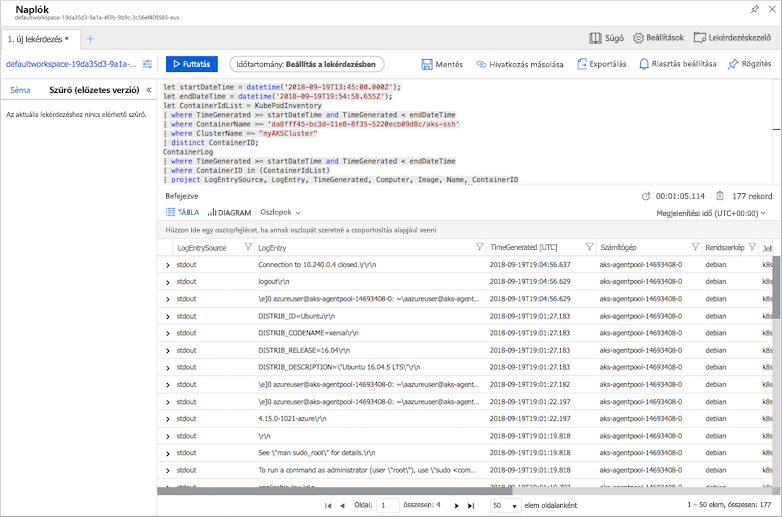 Naplók
defaultworkspace-19da35d3-9a1a-4f3b-9b9c-3c56ef409565-eus
1. új lekérdezés *
+
Súgó
Beállítások
Lekérdezéskezelő
defaultworkspace-19da35d3-9a1a-...
Futtatás
Időtartomány: Beállítás a lekérdezésben
Mentés
Hivatkozás másolása
Exportálás
Riasztás beállítása
Rögzítés
Séma
Szűrő (előzetes verzió)
«
Az aktuális lekérdezéshez nincs elérhető szűrő.
let startDateTime = datetime('2018-09-19T13:45:00.000Z');
let endDateTime = datetime('2018-09-19T19:54:58.655Z');
let ContainerIdList = KubePodInventory
| where TimeGenerated >= startDateTime and TimeGenerated < endDateTime
| where ContainerName =~ 'da8fff45-bc3d-11e8-8f35-5220ecb09d8c/aks-ssh'
| where ClusterName =~ "myAKSCluster"
| distinct ContainerID;
ContainerLog
| where TimeGenerated >= startDateTime and TimeGenerated < endDateTime
| where ContainerID in (ContainerIdList)
| project LogEntrySource, LogEntry, TimeGenerated, Computer, Image, Name, ContainerID
Befejezve
00:01:05.114
177 rekord
TÁBLA
DIAGRAM
Oszlopok
Megjelenítési idő (UTC+00:00)
Húzzon ide egy oszlopfejlécet, ha annak oszlopát szeretné a csoportosítás alapjául venni
LogEntrySource LogEntry TimeGenerated [UTC] Számítógép Rendszerkép
stdout Connection to 10.240.0.4 closed.\r\r\n 2018-09-19T19:04:56.637 aks-agentpool-14693408-0 debian k8s
stdout logout\r\n 2018-09-19T19:04:56.629 aks-agentpool-14693408-0 debian k8s
stdout \e]0 azureuser@aks-agentpool-14693408-0: ~\aazureuser@aks-agent... 2018-09-19T19:04:56.629 aks-agentpool-14693408-0 debian k8s
stdout DISTRIB_ID=Ubuntu\r\n 2018-09-19T19:01:27.183 aks-agentpool-14693408-0 debian k8s
stdout DISTRIB_CODENAME=xenial\r\n 2018-09-19T19:01:27.183 aks-agentpool-14693408-0 debian k8s
stdout DISTRIB_RELEASE=16.04\r\n 2018-09-19T19:01:27.183 aks-agentpool-14693408-0 debian k8s
stdout DISTRIB_DESCRIPTION=\"Ubuntu 16.04.5 LTS\"\r\n 2018-09-19T19:01:27.183 aks-agentpool-14693408-0 debian k8s
stdout \e]0 azureuser@aks-agentpool-14693408-0: ~\aazureuser@aks-agent... 2018-09-19T19:01:27.182 aks-agentpool-14693408-0 debian k8s
stdout \e]0 azureuser@aks-agentpool-14693408-0: ~\aazureuser@aks-agent... 2018-09-19T19:01:22.197 aks-agentpool-14693408-0 debian k8s
stdout 4.15.0-1021-azure\r\n 2018-09-19T19:01:22.197 aks-agentpool-14693408-0 debian k8s
stdout \r\n 2018-09-19T19:01:19.818 aks-agentpool-14693408-0 debian k8s
stdout See \"man sudo_root\" for details.\r\n 2018-09-19T19:01:19.818 aks-agentpool-14693408-0 debian k8s
stdout To run a command as administrator (user \"root\"), use \"sudo <com... 2018-09-19T19:01:19.818 aks-agentpool-14693408-0 debian k8s
Oldal: 1 összesen: 4
50 elem oldalanként
1 – 50 elem, összesen: 177